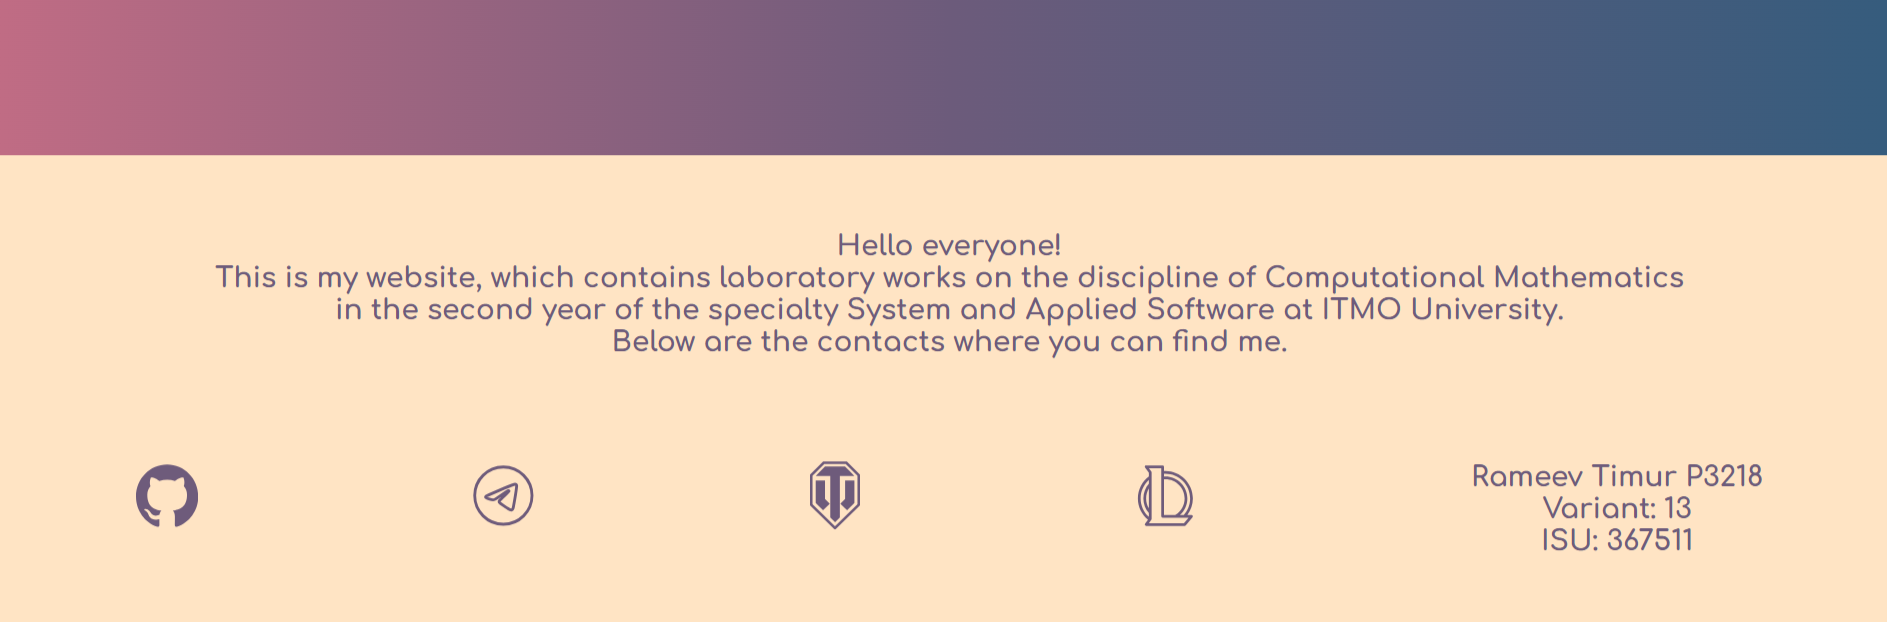 Hello everyone!
This is my website, which contains laboratory works on the discipline of Computational Mathematics
in the second year of the specialty System and Applied Software at ITMO University.
Below are the contacts where you can find me.
Rameev Timur P3218
Variant: 13
ISU: 367511